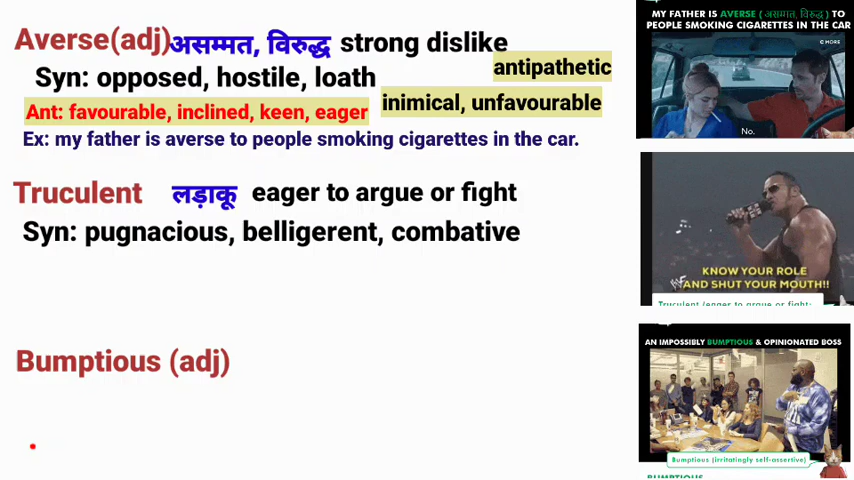 Averse(adj) असम्मत, विरुद्ध strong dislike
Syn: opposed, hostile, loath
antipathetic
inimical, unfavourable
Ant: favourable, inclined, keen, eager
Ex: my father is averse to people smoking cigarettes in the car.
Truculent लड़ाकू eager to argue or fight
Syn: pugnacious, belligerent, combative
Bumptious (adj)
MY FATHER IS AVERSE ( असम्मत, विरुद्ध ) TO
PEOPLE SMOKING CIGARETTES IN THE CAR
MORE
No.
KNOW YOUR ROLE
AND SHUT YOUR MOUTH!!
Truculent (eager to argue or fight;
AN IMPOSSIBLY BUMPTIOUS & OPINIONATED BOSS
Bumptious (irritatingly self-assertive)
BUMPTIOUS